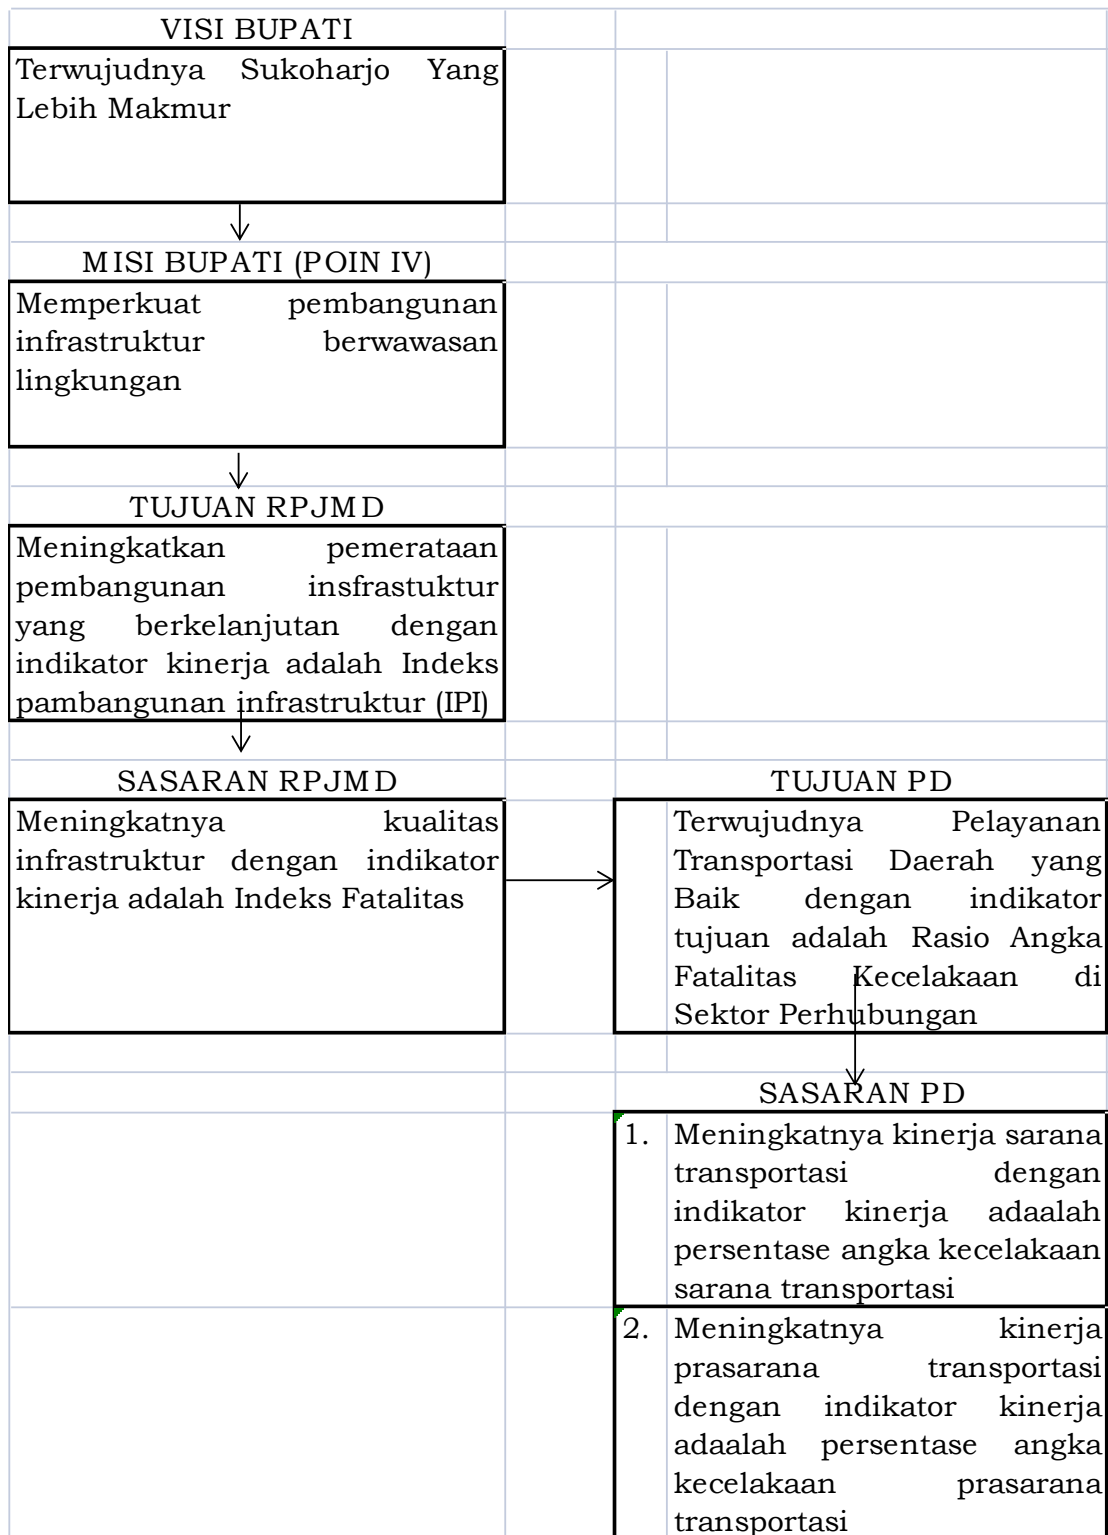 VISI BUPATI
Terwujudnya Sukoharjo Yang
Lebih Makmur
MISI BUPATI (POIN IV)
Memperkuat pembangunan
infrastruktur berwawasan
lingkungan
TUJUAN RPJMD
Meningkatkan pemerataan
pembangunan insfrastuktur
yang berkelanjutan dengan
indikator kinerja adalah Indeks
pambangunan infrastruktur (IPI)
SASARAN RPJMD
Meningkatnya kualitas
infrastruktur dengan indikator
kinerja adalah Indeks Fatalitas
TUJUAN PD
Terwujudnya Pelayanan
Transportasi Daerah yang
Baik dengan indikator
tujuan adalah Rasio Angka
Fatalitas Kecelakaan di
Sektor Perhubungan
SASARAN PD
1. Meningkatnya kinerja sarana
transportasi dengan
indikator kinerja adaalah
persentase angka kecelakaan
sarana transportasi
2. Meningkatnya kinerja
prasarana transportasi
dengan indikator kinerja
adaalah persentase angka
kecelakaan prasarana
transportasi